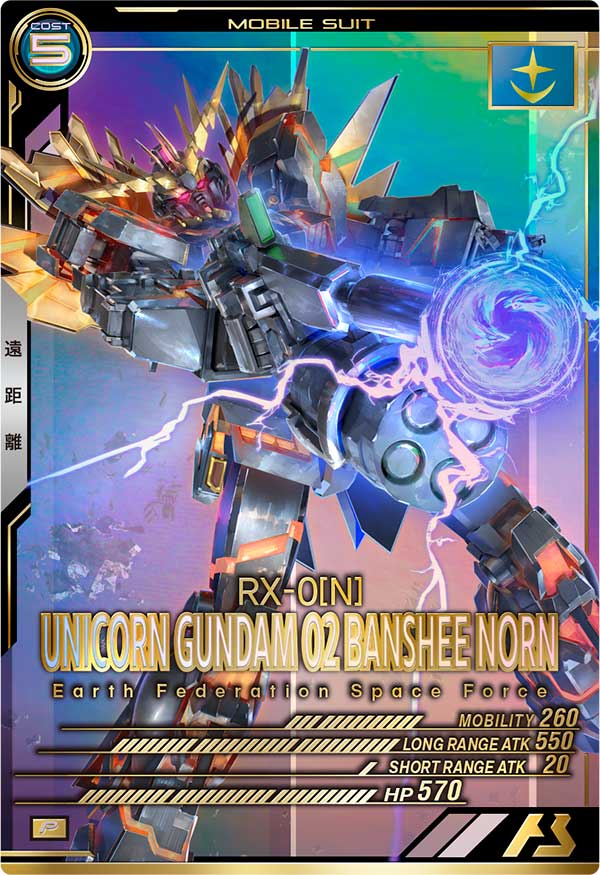 COST
5
MOBILE SUIT
遠距離
RX-0[N]
UNICORN GUNDAM 02 BANSHEE NORN
Earth Federation Space Force
MOBILITY 260
LONG RANGE ATK 550
SHORT RANGE ATK 20
HP 570
P